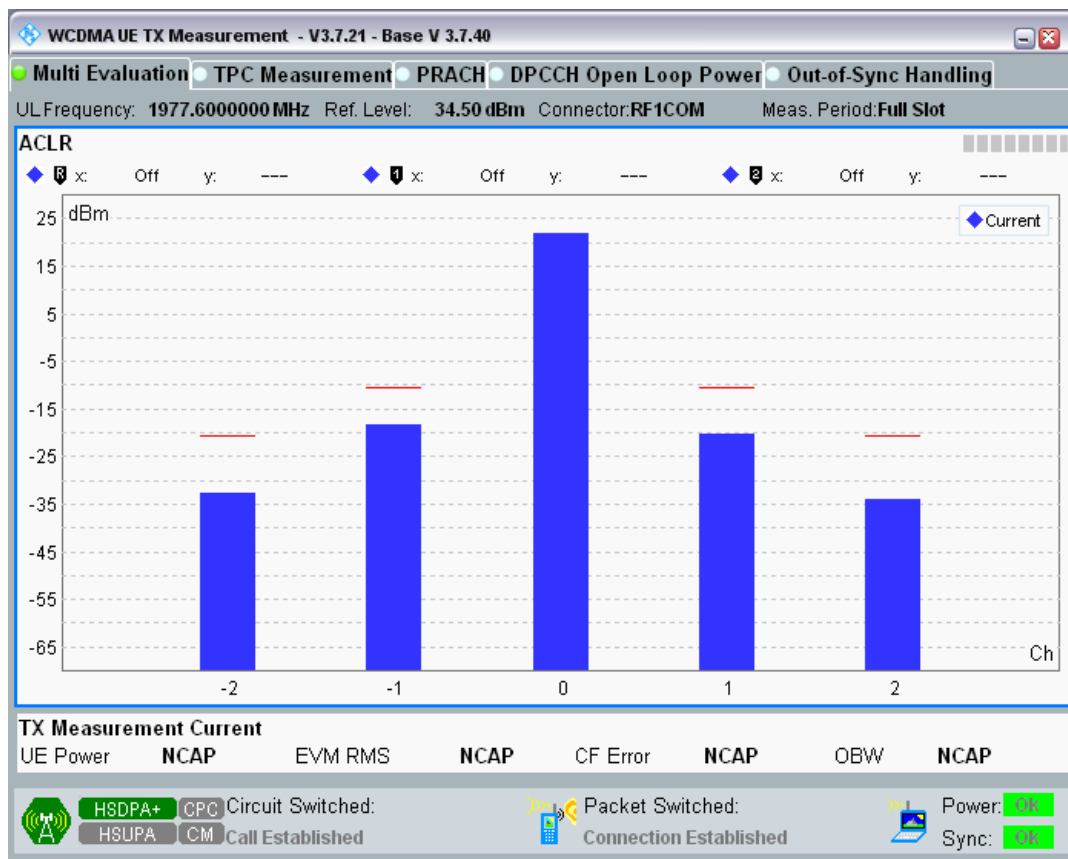 WCDMA UE TX Measurement - V3.7.21 - Base V 3.7.40
Multi Evaluation TPC Measurement PRACH DPCCH Open Loop Power Out-of-Sync Handling
UL Frequency: 1977.6000000 MHz Ref. Level: 34.50 dBm Connector:RF1COM Meas. Period:Full Slot
ACLR
R x: Off y: --- 1 x: Off y: --- 2 x: Off y: ---
dBm
Current
25
15
5
-5
-15
-25
-35
-45
-55
-65
Ch
-2 -1 0 1 2
TX Measurement Current
UE Power NCAP EVM RMS NCAP CF Error NCAP OBW NCAP
HSDPA+ CPC Circuit Switched: Packet Switched: Power: OK
HSUPA CM Call Established Connection Established Sync: OK